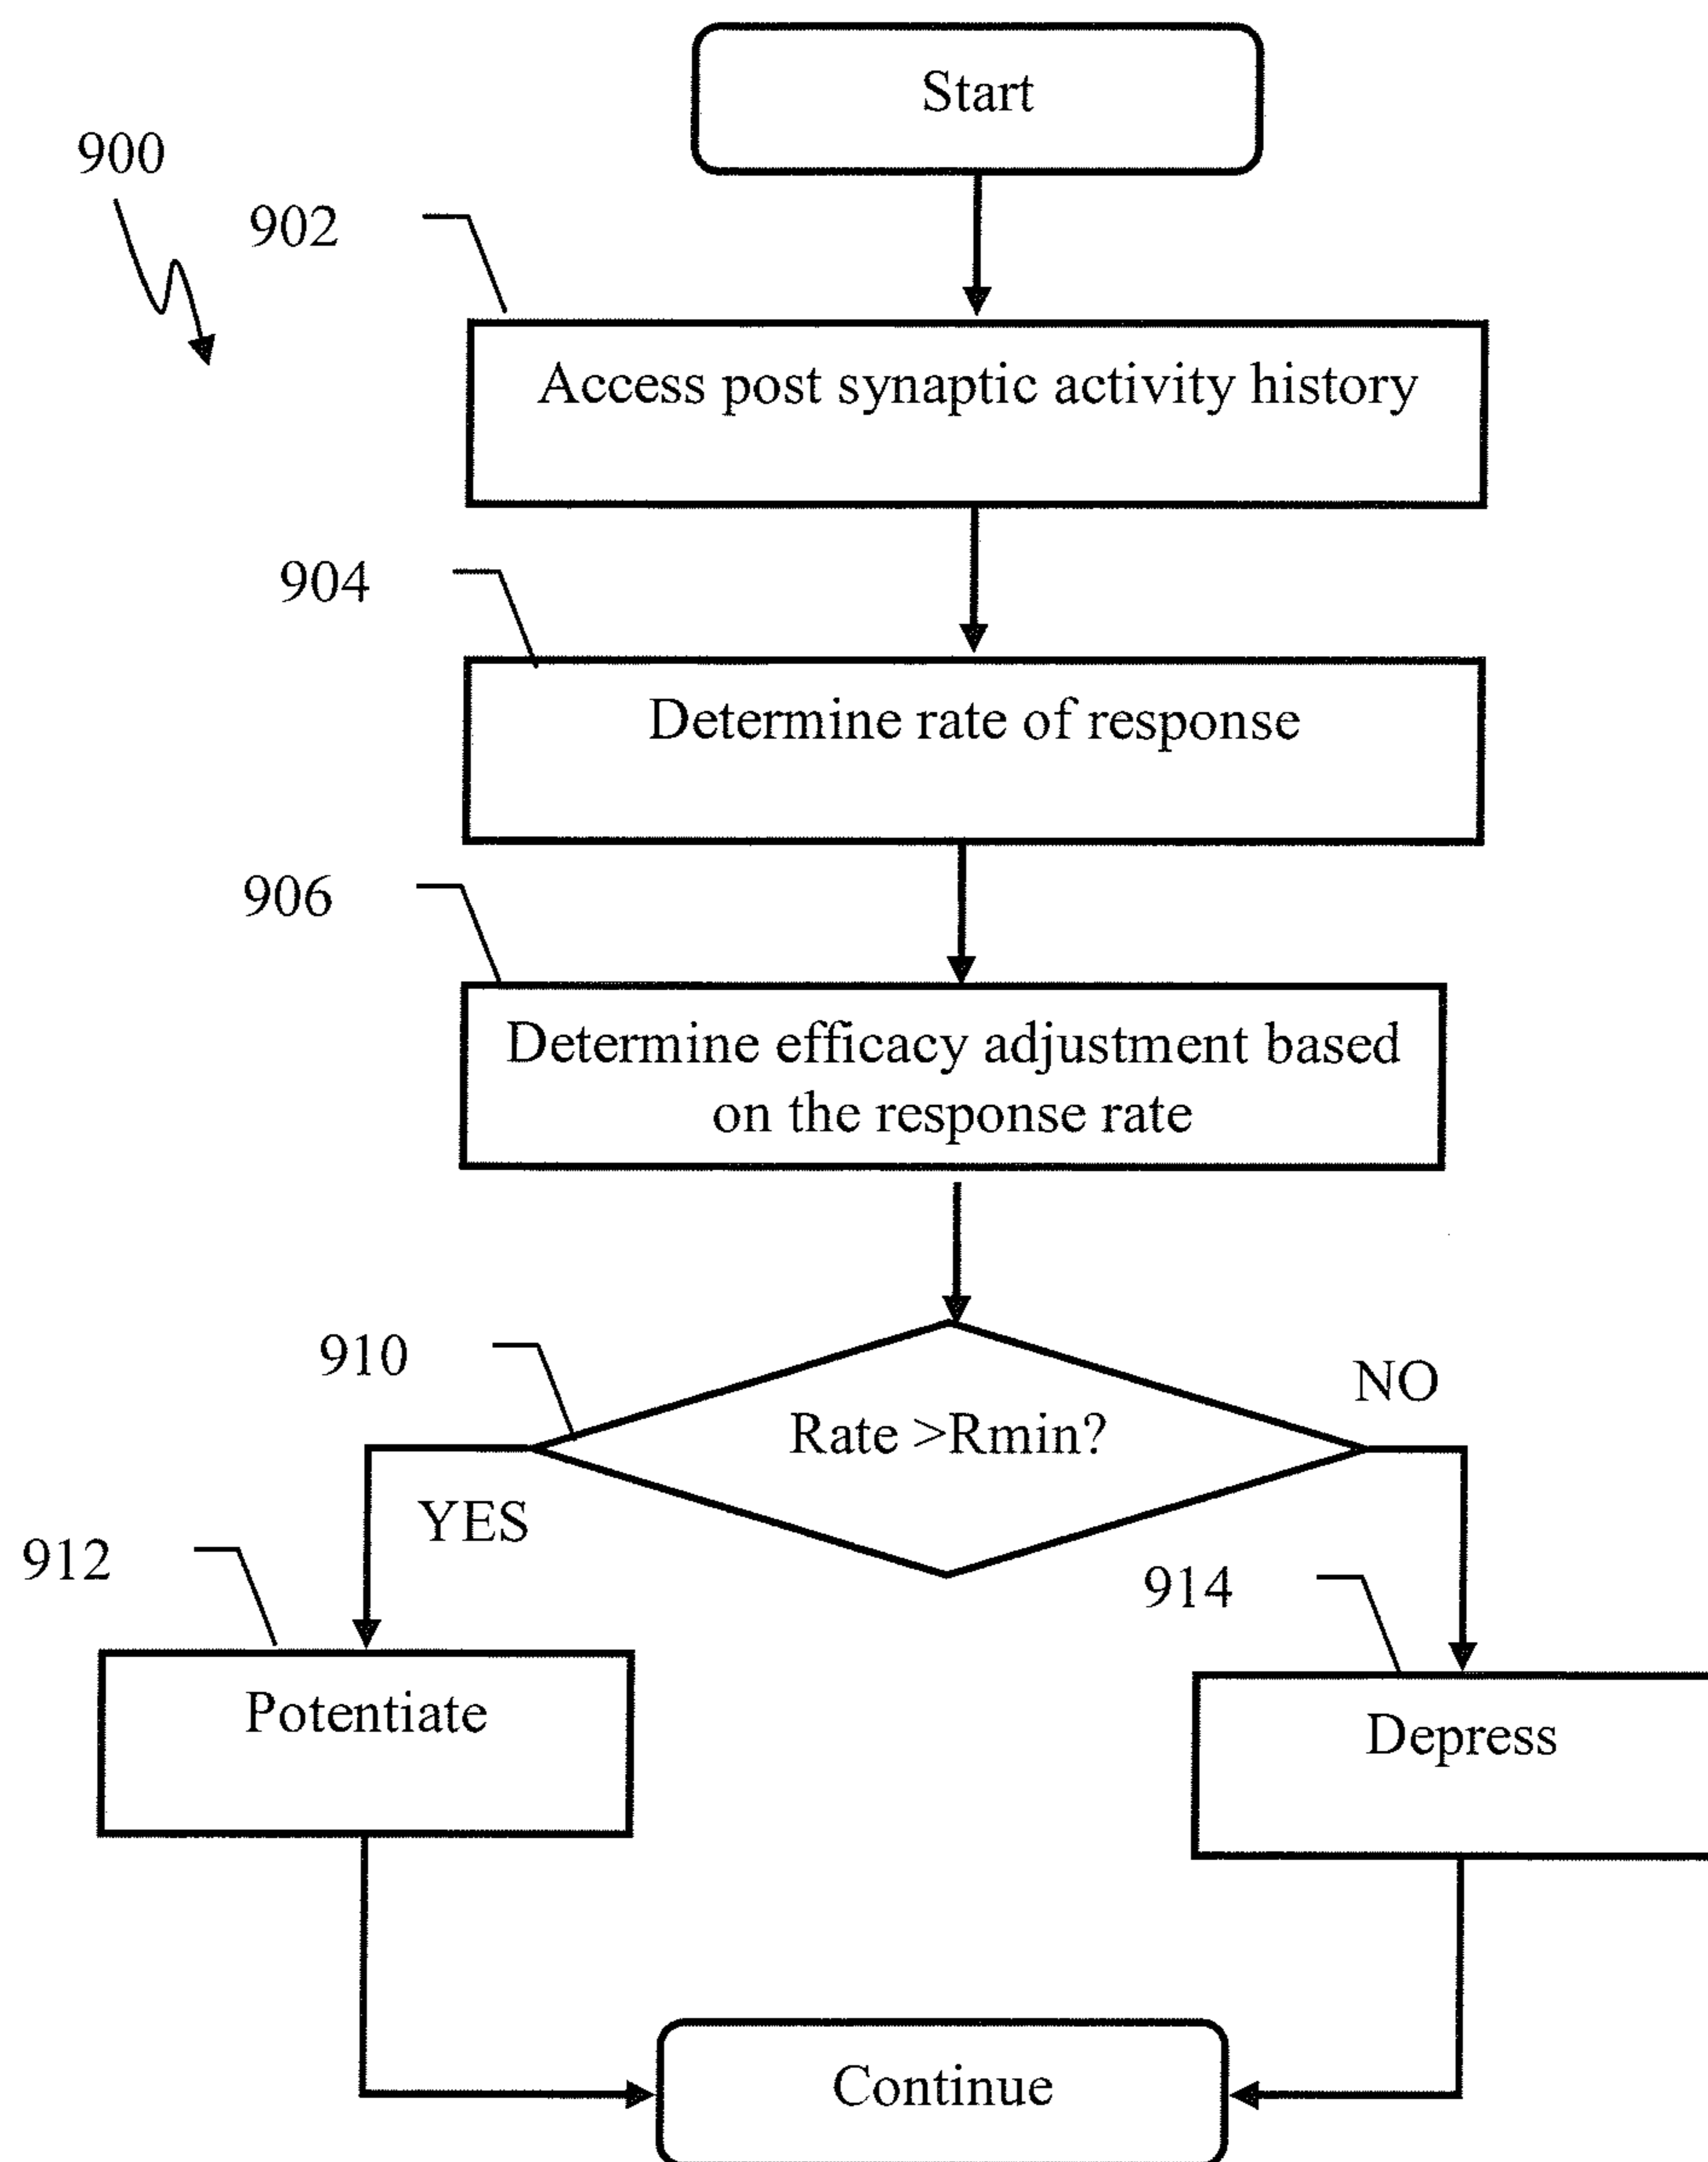 Start
900
902
Access post synaptic activity history
904
Determine rate of response
906
Determine efficacy adjustment based
on the response rate
910
Rate >Rmin?
NO
YES
912
914
Potentiate
Depress
Continue